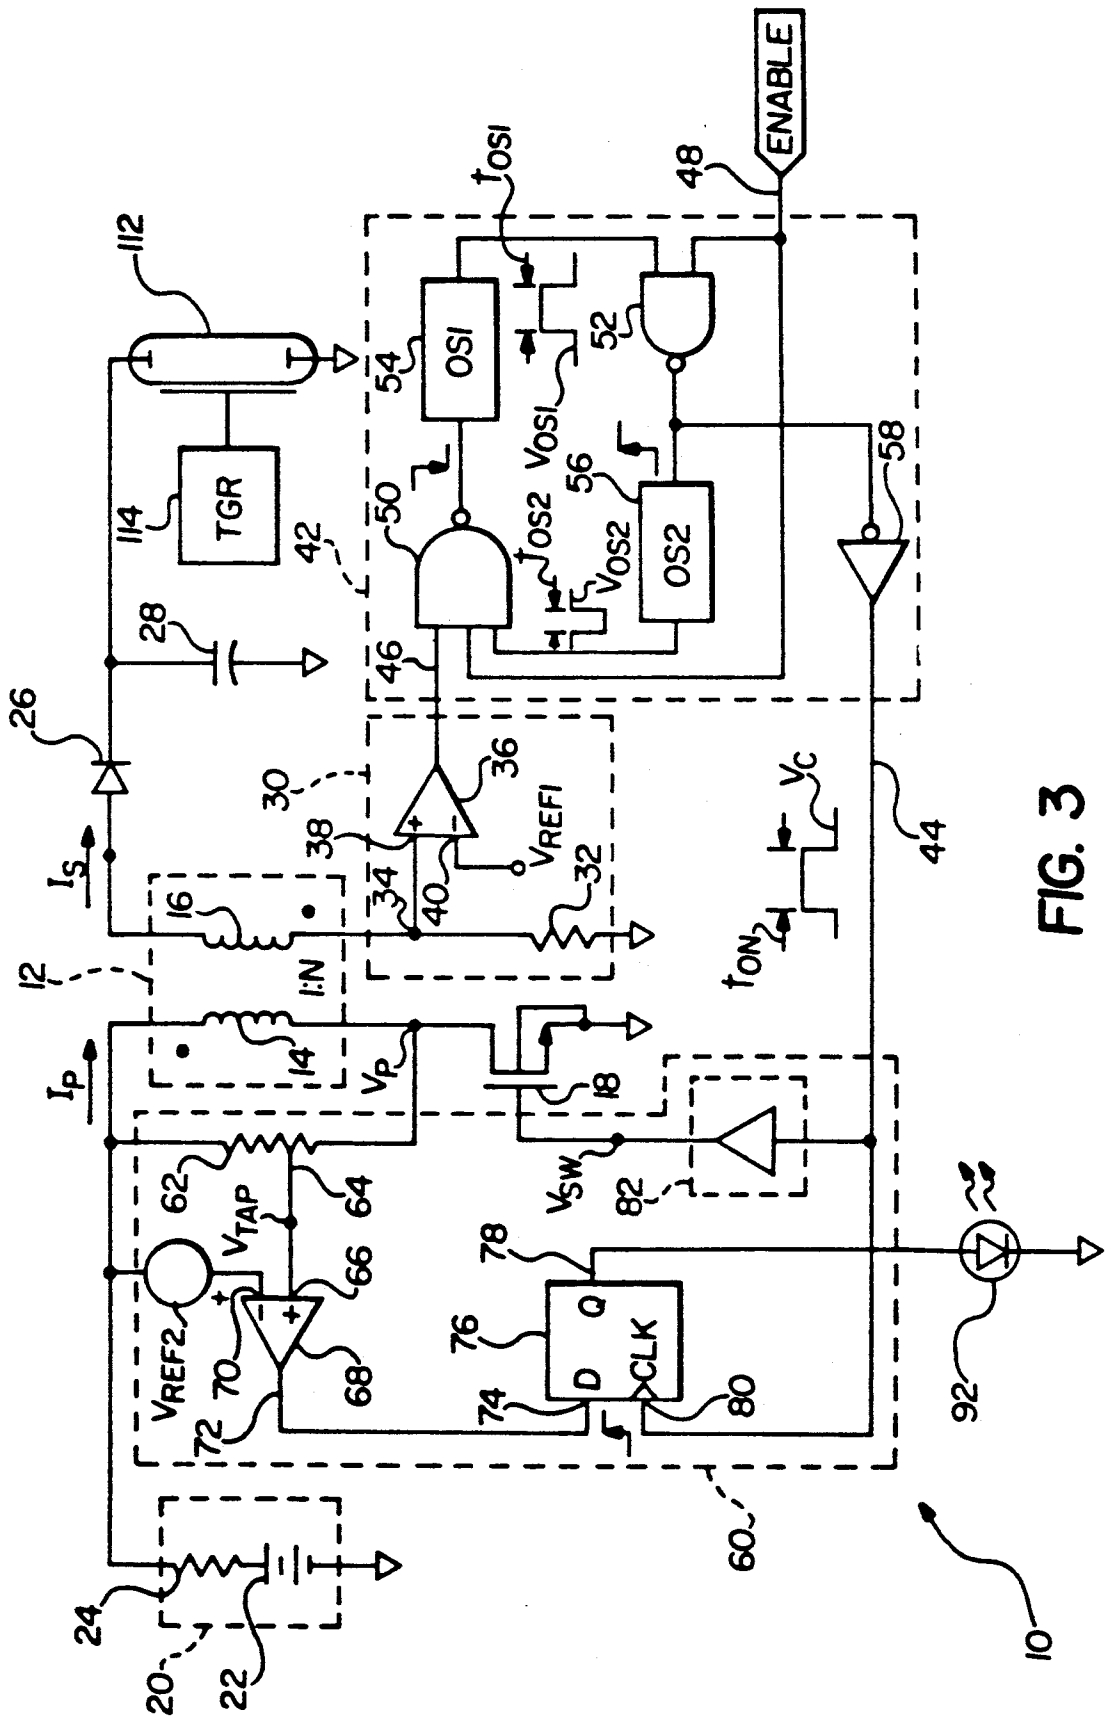 12
26
IP
IS
24
28
114
112
20
VREF2
62
16
22
72
70
+
VTAP
TGR
−
+
66
30
14
1:N
42
68
64
VP
34
38
+
46
50
54
40
−
36
OS1
78
76
74
D
Q
18
VREF1
32
tOS2
VOS1
tOS1
VSW
VOS2
56
52
82
CLK
80
OS2
48
60
tON
VC
ENABLE
58
92
44
10
FIG. 3